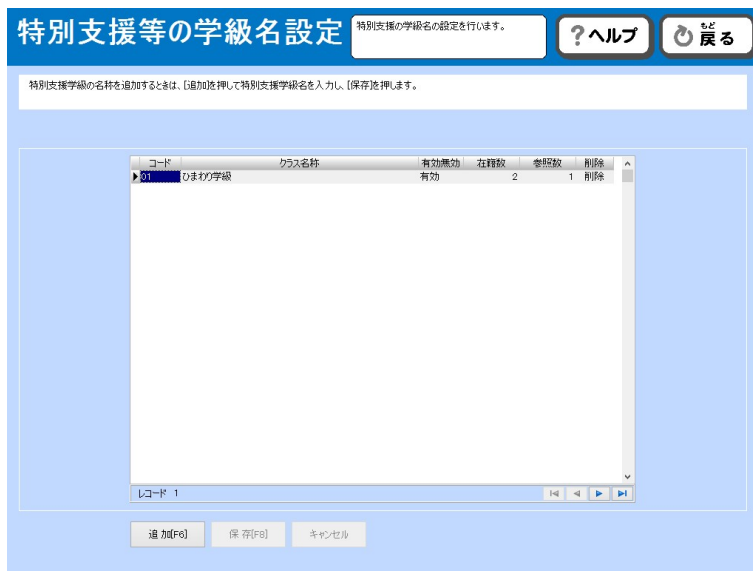 特別支援等の学級名設定
特別支援の学級名の設定を行います。
?ヘルプ
もど
戻る
特別支援学級の名称を追加するときは、[追加]を押して特別支援学級名を入力し、[保存]を押します。
コード クラス名称 有効無効 在籍数 参照数 削除
01 ひまわり学級 有効 2 1 削除
レコード 1
追 加[F6] 保 存[F8] キャンセル